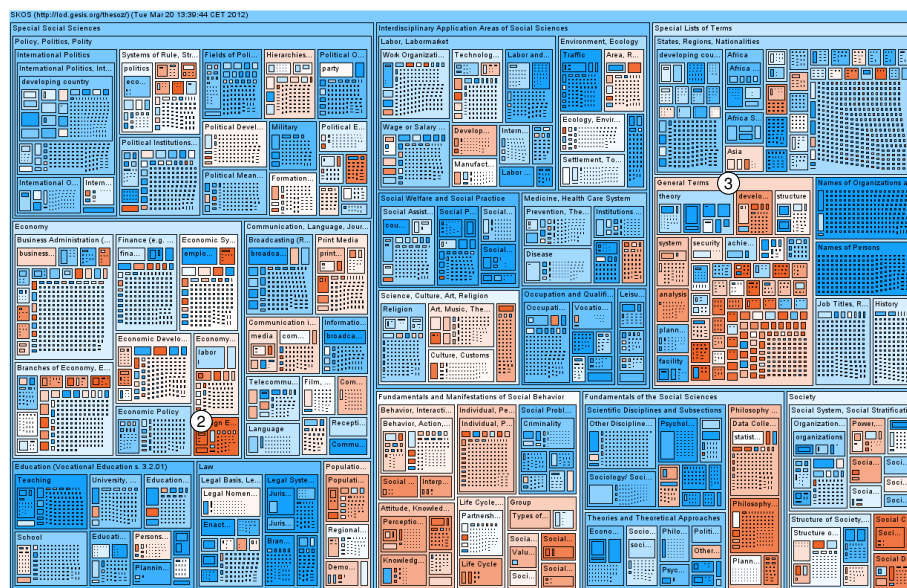 SKOS (http://lod.gesis.org/thesoz/) (Tue Mar 20 13:39:44 CET 2012)
Special Social Sciences
Policy, Politics, Polity
International Politics
International Politics, Int...
developing country
International O...
Intern...
Systems of Rule, Str...
politics
eco...
Political Institutions,...
Fields of Poli...
Political Devel...
Political Mean...
Hierarchies...
Military
Formation...
Political O...
party
Political E...
Economy
Business Administration (...
business...
Branches of Economy, E...
Finance (e.g. ...
fina...
Economic Sy...
emplo...
Economic Develo...
Economic Policy
Economy...
labor
2
Communication, Language, Jour...
Broadcasting (R...
broadca...
Print Media
print...
Communication i...
media
com...
Informatio...
broadca...
Telecommu...
Film, ...
Com...
Language
Recepti...
Commu...
Education (Vocational Education s. 3.2.01)
Teaching
University, ...
Education...
School
Educati...
Persons...
Plannin...
Law
Legal Basis, Le...
Legal Nomen...
Enact...
Legal Syste...
Juris...
Juris...
Bran...
Populatio...
Populati...
Regional...
Demo...
Interdisciplinary Application Areas of Social Sciences
Labor, Labormarket
Work Organizati...
Technolog...
Labor and...
Wage or Salary ...
Develop...
Intern...
Manufact...
Labor ...
Environment, Ecology
Traffic
Area, R...
Ecology, Envir...
Settlement, To...
Social Welfare and Social Practice
Social Assist...
cou...
Social P...
Social...
Social...
Medicine, Health Care System
Prevention, The...
Institutions ...
Disease
Science, Culture, Art, Religion
Religion
Art, Music, The...
Culture, Customs
Occupation and Qualifi...
Occupati...
Vocatio...
Leisu...
Special Lists of Terms
States, Regions, Nationalities
developing cou...
Africa
Africa ...
Africa S...
Asia
3
General Terms
theory
develo...
structure
system
security
achie...
analysis
plann...
facility
Names of Organizations a...
Names of Persons
Job Titles, R...
History
Fundamentals and Manifestations of Social Behavior
Behavior, Interacti...
Behavior, Action,...
Social ...
Interp...
Individual, Pe...
Individual, P...
Social Probl...
Criminality
Attitude, Knowled...
Perceptio...
Knowledg...
Life Cycle...
Partnersh...
Life Cycle
Group
Types of...
Socia...
Social...
Valu...
Soci...
Social...
Fundamentals of the Social Sciences
Scientific Disciplines and Subsections
Other Discipline...
Psychol...
Sociology/ Soci...
Theories and Theoretical Approaches
Econo...
Socio...
soci...
Philo...
Politi...
Other...
Psyc...
Philosophy ...
Data Colle...
statist...
Philosophy...
Plann...
Society
Social System, Social Stratificati
Organization...
organizations
Power,...
Socia...
Soci...
Socia...
Socia...
Soci...
Structure of Society,...
Structure o...
Social C
Soci...
Social Di